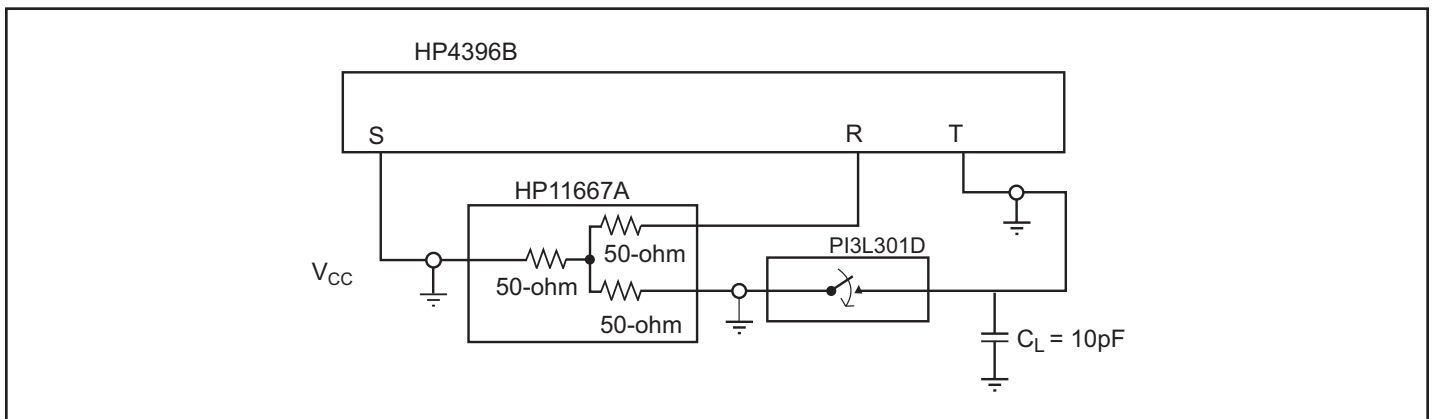 HP4396B
S
R
T
HP11667A
50-ohm
PI3L301D
V_CC
50-ohm
50-ohm
C_L = 10pF